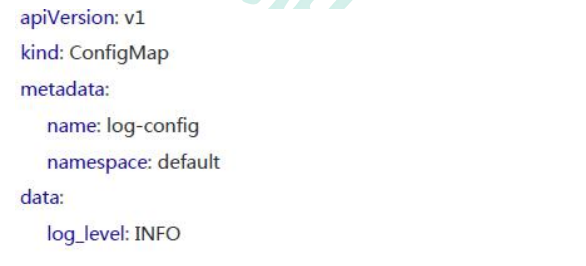 apiVersion: v1
kind: ConfigMap
metadata:
   name: log-config
   namespace: default
data:
   log_level: INFO